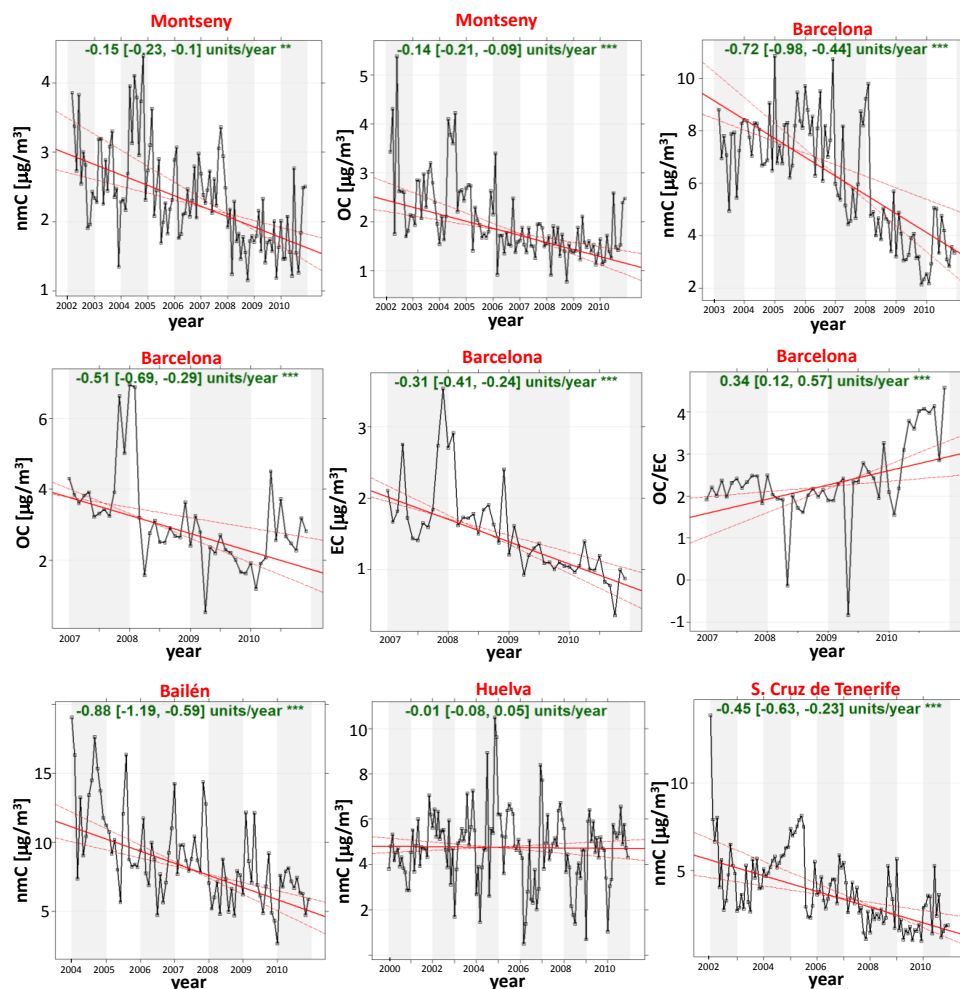 Montseny
-0.15 [-0.23, -0.1] units/year **
nmC [µg/m³]
4
3
2
1
2002 2003 2004 2005 2006 2007 2008 2009 2010
year
Montseny
-0.14 [-0.21, -0.09] units/year ***
OC [µg/m³]
5
4
3
2
1
2002 2003 2004 2005 2006 2007 2008 2009 2010
year
Barcelona
-0.72 [-0.98, -0.44] units/year ***
nmC [µg/m³]
10
8
6
4
2
2003 2004 2005 2006 2007 2008 2009 2010
year
Barcelona
-0.51 [-0.69, -0.29] units/year ***
OC [µg/m³]
6
4
2
2007 2008 2009 2010
year
Barcelona
-0.31 [-0.41, -0.24] units/year ***
EC [µg/m³]
3
2
1
2007 2008 2009 2010
year
Barcelona
0.34 [0.12, 0.57] units/year ***
OC/EC
4
3
2
1
0
-1
2007 2008 2009 2010
year
Bailén
-0.88 [-1.19, -0.59] units/year ***
nmC [µg/m³]
15
10
5
2004 2005 2006 2007 2008 2009 2010
year
Huelva
-0.01 [-0.08, 0.05] units/year
nmC [µg/m³]
10
8
6
4
2
2000 2002 2004 2006 2008 2010
year
S. Cruz de Tenerife
-0.45 [-0.63, -0.23] units/year ***
nmC [µg/m³]
10
5
2002 2004 2006 2008 2010
year